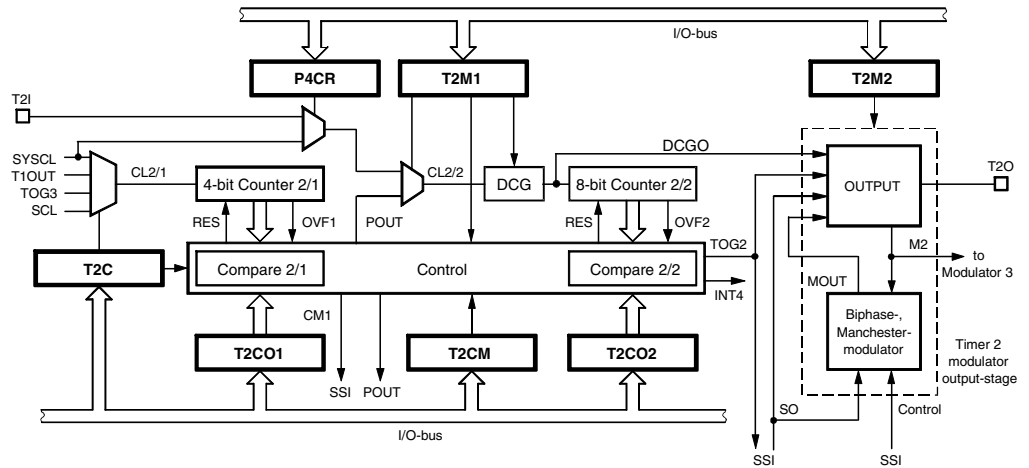 I/O-bus
P4CR
T2M1
T2M2
T2I
SYSCL
T1OUT
TOG3
SCL
CL2/1
4-bit Counter 2/1
CL2/2
DCG
DCGO
8-bit Counter 2/2
OUTPUT
T2O
RES
OVF1
POUT
RES
OVF2
TOG2
T2C
Compare 2/1
Control
Compare 2/2
INT4
M2
to
Modulator 3
MOUT
CM1
T2CO1
T2CM
T2CO2
Biphase-,
Manchester-
modulator
Timer 2
modulator
output-stage
SSI
POUT
SO
Control
I/O-bus
SSI
SSI